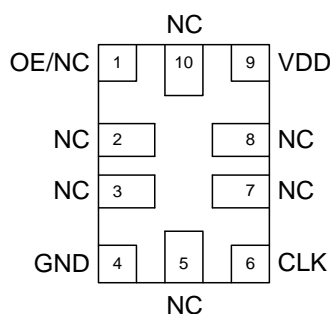 NC
OE/NC 1 10 9 VDD
NC 2 8 NC
NC 3 7 NC
GND 4 5 6 CLK
NC